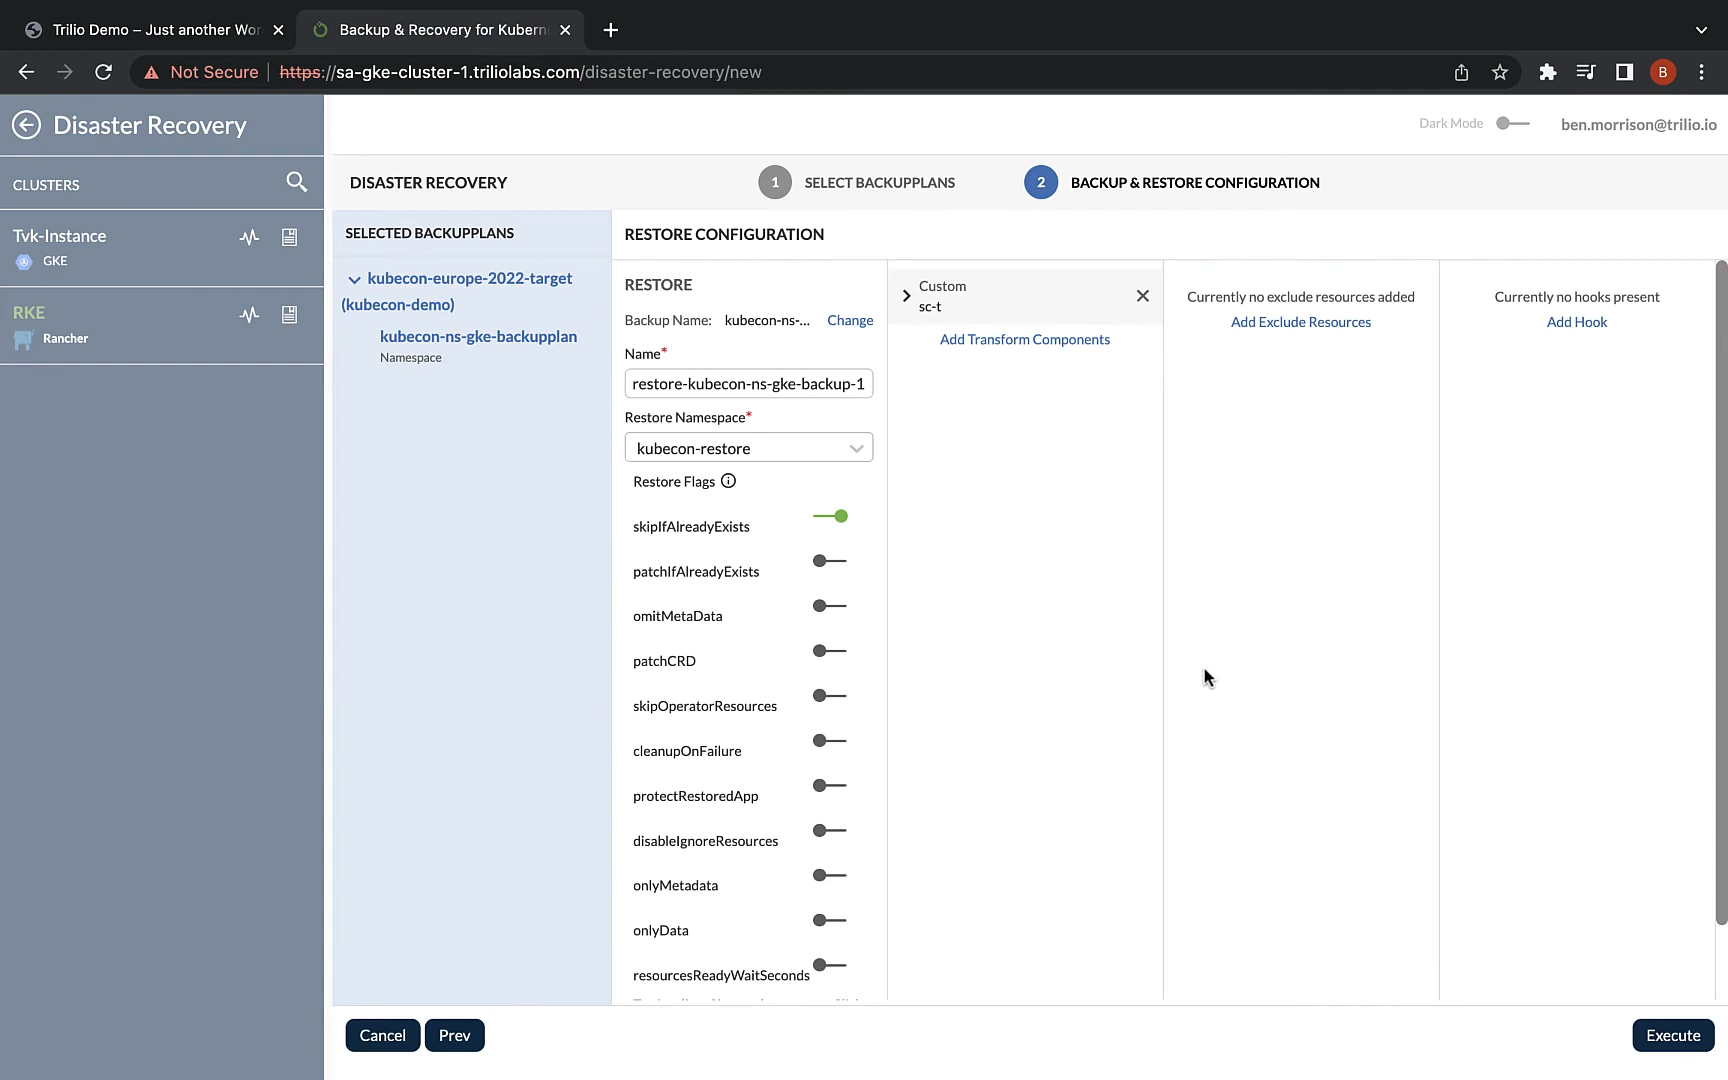 Trilio Demo – Just another Wor
Backup & Recovery for Kubern
Not Secure
https://sa-gke-cluster-1.triliolabs.com/disaster-recovery/new
B
Disaster Recovery
Dark Mode
ben.morrison@trilio.io
CLUSTERS
DISASTER RECOVERY
1
SELECT BACKUPPLANS
2
BACKUP & RESTORE CONFIGURATION
Tvk-Instance
GKE
RKE
Rancher
SELECTED BACKUPPLANS
kubecon-europe-2022-target
(kubecon-demo)
kubecon-ns-gke-backupplan
Namespace
RESTORE CONFIGURATION
RESTORE
Backup Name: kubecon-ns-... Change
Name*
restore-kubecon-ns-gke-backup-1
Restore Namespace*
kubecon-restore
Restore Flags
skipIfAlreadyExists
patchIfAlreadyExists
omitMetaData
patchCRD
skipOperatorResources
cleanupOnFailure
protectRestoredApp
disableIgnoreResources
onlyMetadata
onlyData
resourcesReadyWaitSeconds
Custom
sc-t
Add Transform Components
Currently no exclude resources added
Add Exclude Resources
Currently no hooks present
Add Hook
Cancel
Prev
Execute